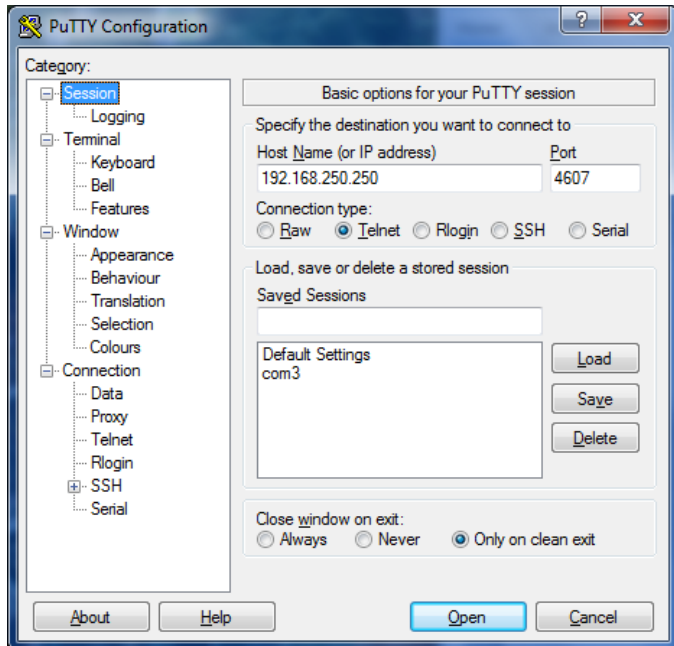 PuTTY Configuration
Category:
Session
Logging
Terminal
Keyboard
Bell
Features
Window
Appearance
Behaviour
Translation
Selection
Colours
Connection
Data
Proxy
Telnet
Rlogin
SSH
Serial
Basic options for your PuTTY session
Specify the destination you want to connect to
Host Name (or IP address) Port
192.168.250.250 4607
Connection type:
Raw Telnet Rlogin SSH Serial
Load, save or delete a stored session
Saved Sessions
Default Settings
com3
Load
Save
Delete
Close window on exit:
Always Never Only on clean exit
About Help Open Cancel